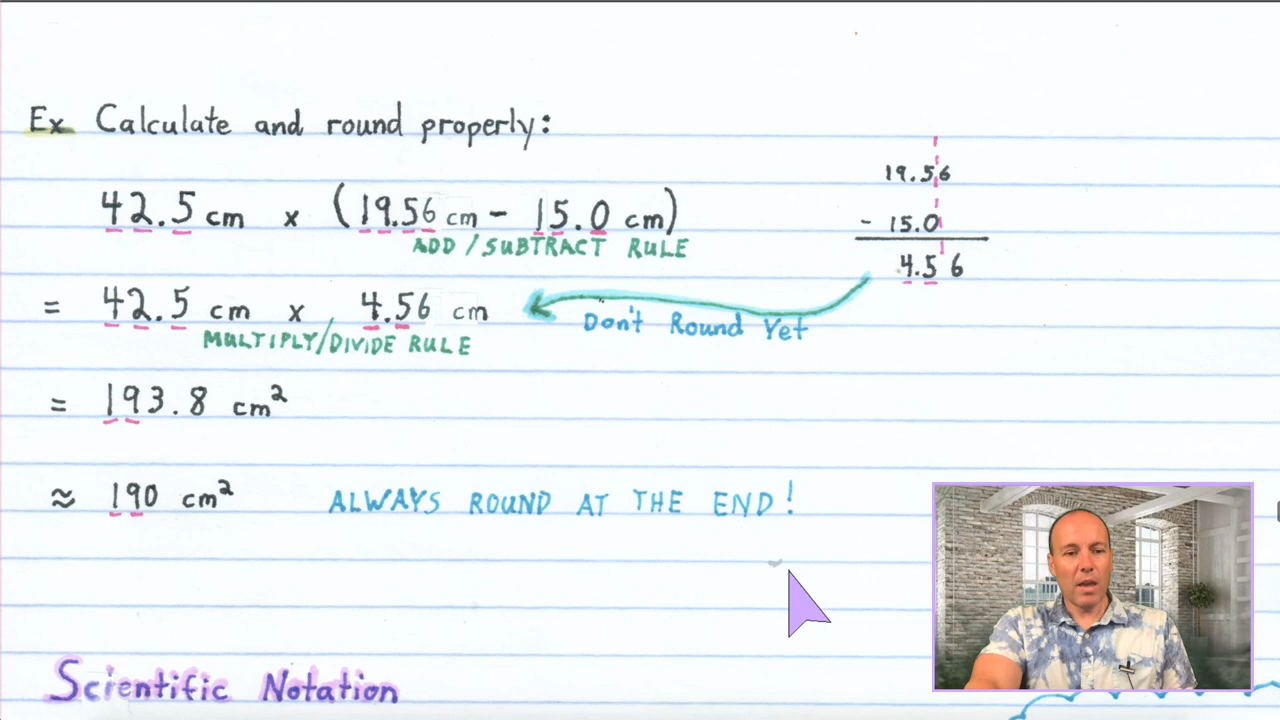 Ex Calculate and round properly:
42.5 cm x (19.56 cm - 15.0 cm)
ADD/SUBTRACT RULE
19.56
- 15.0
4.56
= 42.5 cm x 4.56 cm
Don't Round Yet
MULTIPLY/DIVIDE RULE
= 193.8 cm²
≈ 190 cm² ALWAYS ROUND AT THE END!
Scientific Notation